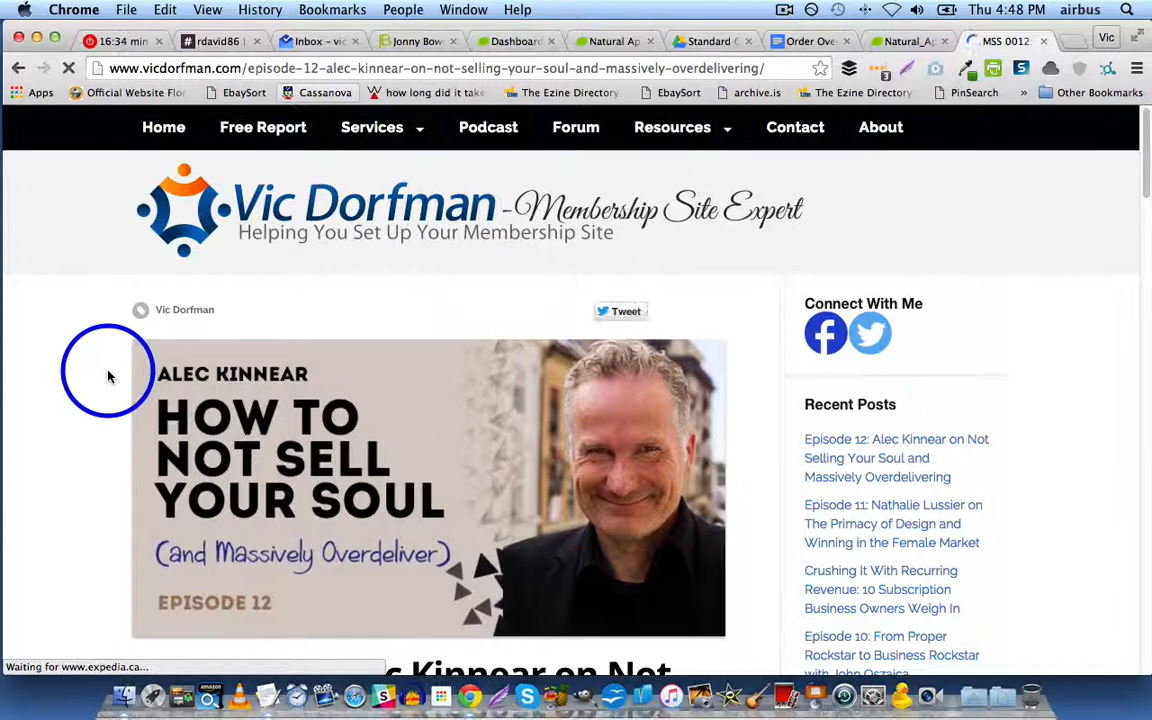 Chrome File Edit View History Bookmarks People Window Help Thu 4:48 PM airbus
16:34 min rdavid86 Inbox – vic Jonny Bow Dashboard Natural Ap Standard C Order Ove Natural_Ap MSS 0012 Vic
www.vicdorfman.com/episode-12-alec-kinnear-on-not-selling-your-soul-and-massively-overdelivering/
Apps Official Website Flor EbaySort Cassanova how long did it take The Ezine Directory EbaySort archive.is The Ezine Directory PinSearch » Other Bookmarks
Home Free Report Services Podcast Forum Resources Contact About
Vic Dorfman - Membership Site Expert
Helping You Set Up Your Membership Site
Vic Dorfman
Tweet
ALEC KINNEAR
HOW TO
NOT SELL
YOUR SOUL
(and Massively Overdeliver)
EPISODE 12
c Kinnear on Not
Connect With Me
Recent Posts
Episode 12: Alec Kinnear on Not
Selling Your Soul and
Massively Overdelivering
Episode 11: Nathalie Lussier on
The Primacy of Design and
Winning in the Female Market
Crushing It With Recurring
Revenue: 10 Subscription
Business Owners Weigh In
Episode 10: From Proper
Rockstar to Business Rockstar
with John Oszajca
Waiting for www.expedia.ca...